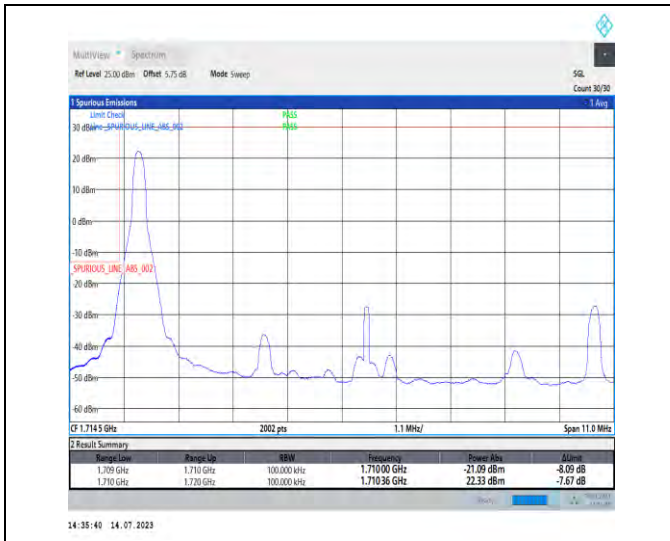 MultiView Spectrum
Ref Level 25.00 dBm Offset 5.75 dB Mode Sweep
SGL
Count 30/30
1 Spurious Emissions 1 Avg
Limit Check PASS
30 dBm Line _SPURIOUS_LINE_ABS_002 PASS
20 dBm
10 dBm
0 dBm
-10 dBm
_SPURIOUS_LINE_ABS_002
-20 dBm
-30 dBm
-40 dBm
-50 dBm
-60 dBm
CF 1.7145 GHz 2002 pts 1.1 MHz/ Span 11.0 MHz
2 Result Summary
Range Low Range Up RBW Frequency Power Abs ΔLimit
1.709 GHz 1.710 GHz 100.000 kHz 1.71000 GHz -21.09 dBm -8.09 dB
1.710 GHz 1.720 GHz 100.000 kHz 1.71036 GHz 22.33 dBm -7.67 dB
Ready
14:35:40 14.07.2023